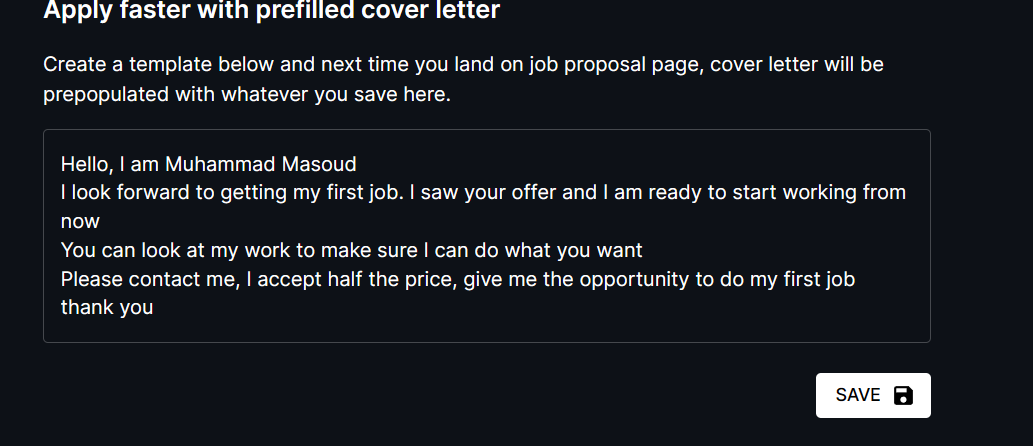 Apply faster with prefilled cover letter
Create a template below and next time you land on job proposal page, cover letter will be
prepopulated with whatever you save here.
Hello, I am Muhammad Masoud
I look forward to getting my first job. I saw your offer and I am ready to start working from
now
You can look at my work to make sure I can do what you want
Please contact me, I accept half the price, give me the opportunity to do my first job
thank you
SAVE